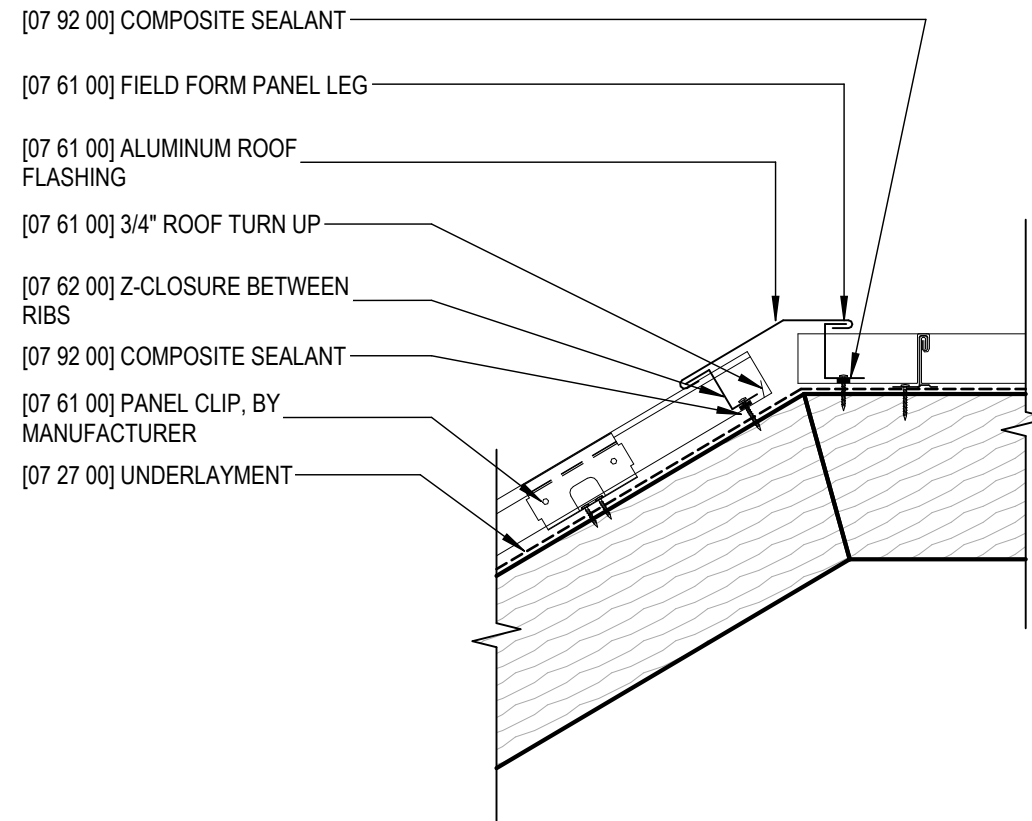 [07 92 00] COMPOSITE SEALANT
[07 61 00] FIELD FORM PANEL LEG
[07 61 00] ALUMINUM ROOF
FLASHING
[07 61 00] 3/4" ROOF TURN UP
[07 62 00] Z-CLOSURE BETWEEN
RIBS
[07 92 00] COMPOSITE SEALANT
[07 61 00] PANEL CLIP, BY
MANUFACTURER
[07 27 00] UNDERLAYMENT